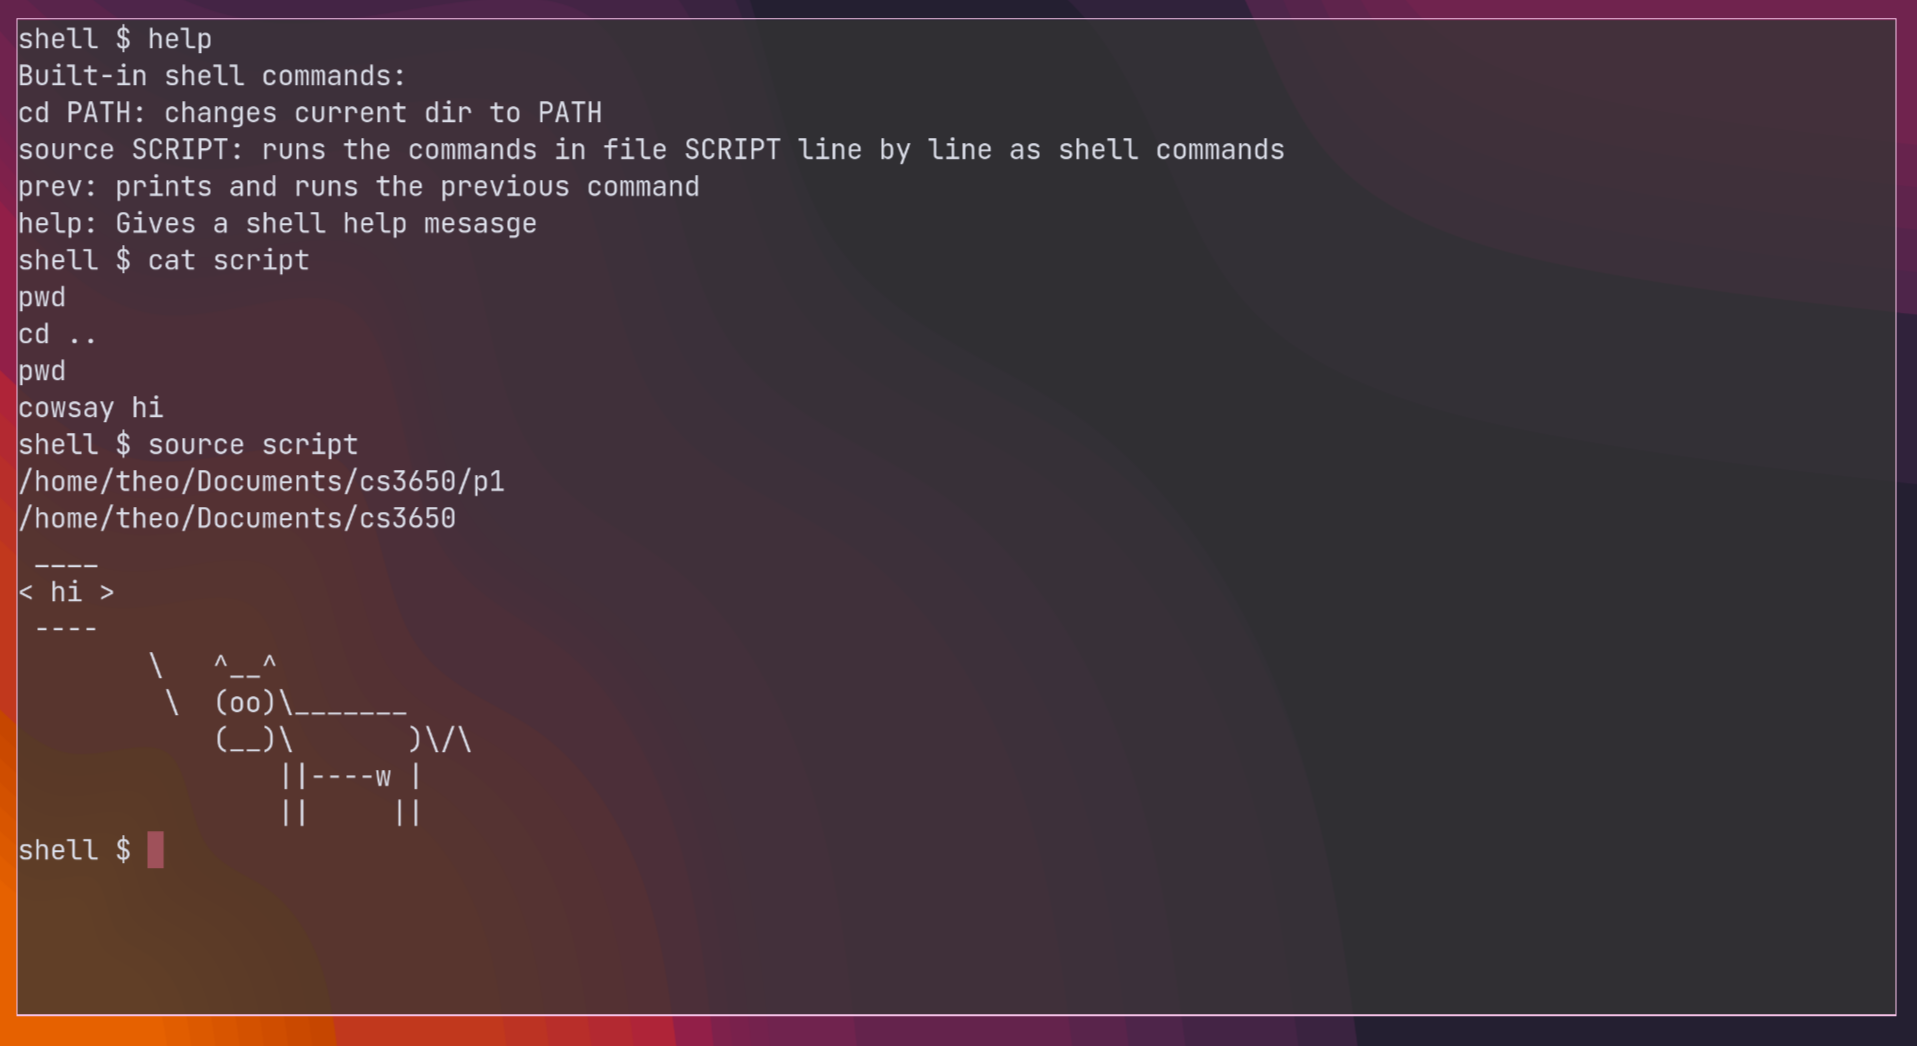 shell $ help
Built-in shell commands:
cd PATH: changes current dir to PATH
source SCRIPT: runs the commands in file SCRIPT line by line as shell commands
prev: prints and runs the previous command
help: Gives a shell help mesasge
shell $ cat script
pwd
cd ..
pwd
cowsay hi
shell $ source script
/home/theo/Documents/cs3650/p1
/home/theo/Documents/cs3650
 ____
< hi >
 ----
        \   ^__^
         \  (oo)\_______
            (__)\       )\/\
                ||----w |
                ||     ||
shell $